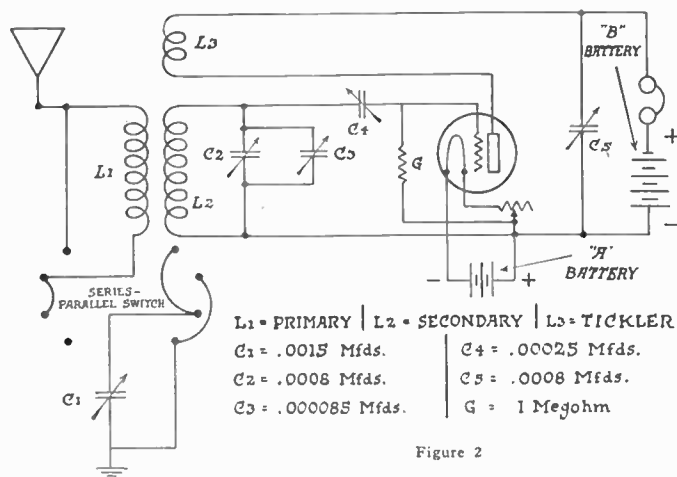 "B"
BATTERY
L3
C4
C2
C3
G
C5
+
L1
L2
-
SERIES-
PARALLEL SWITCH
-
+
"A"
BATTERY
C1
L1 = PRIMARY | L2 = SECONDARY | L3 = TICKLER
C1 = .0015 Mfds.
C4 = .00025 Mfds.
C2 = .0008 Mfds.
C5 = .0008 Mfds.
C3 = .000085 Mfds.
G = 1 Megohm
Figure 2